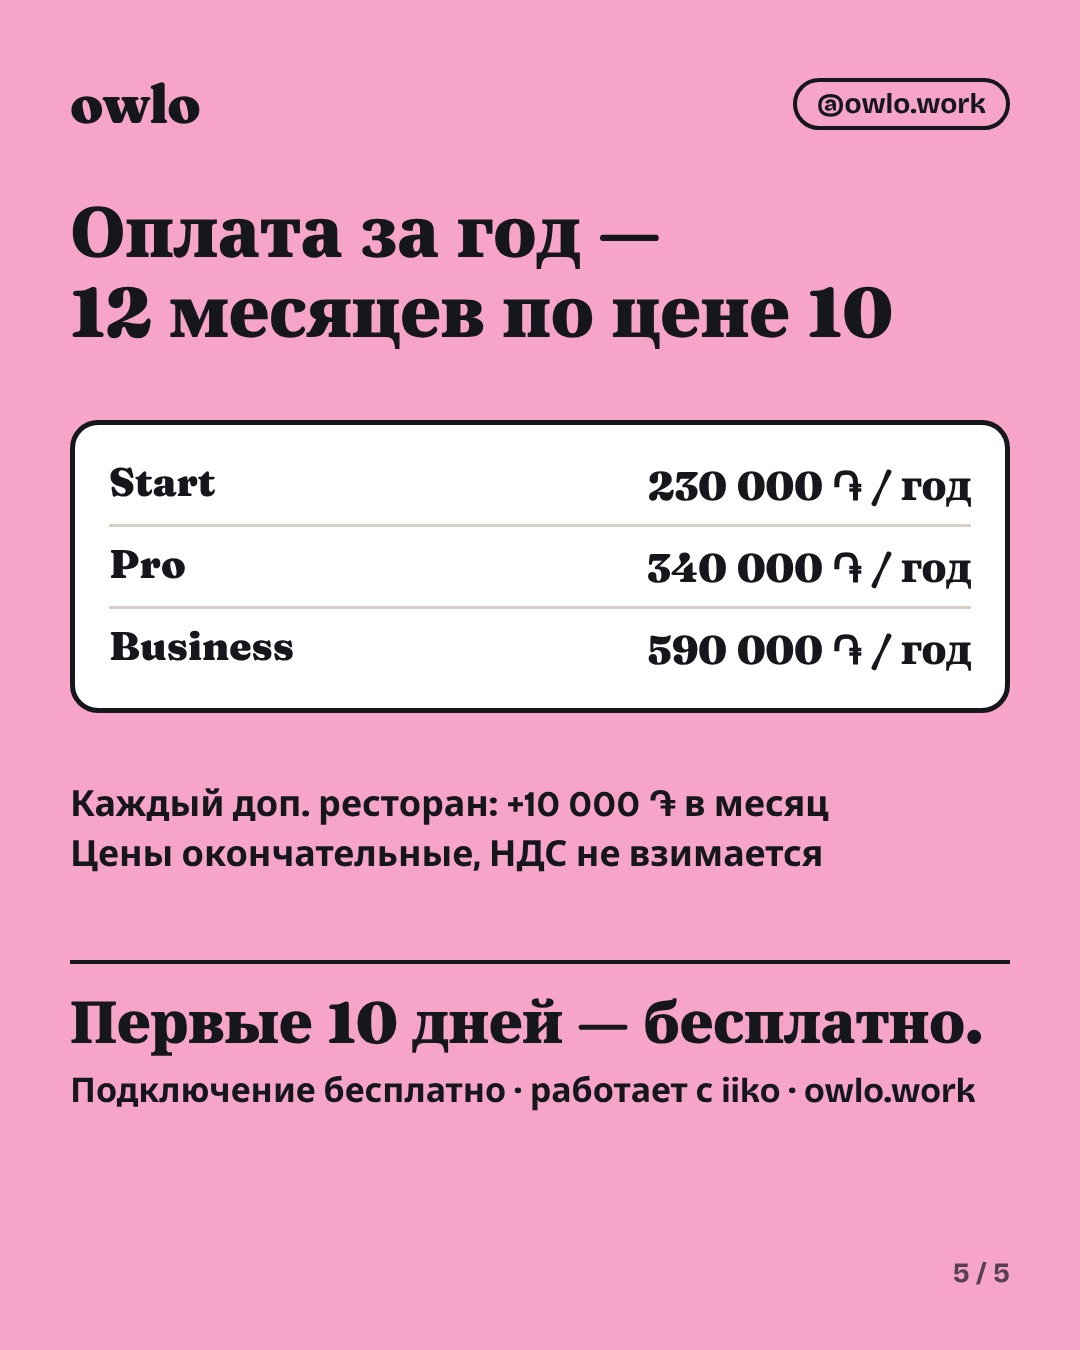 owlo
@owlo.work
Оплата за год —
12 месяцев по цене 10
Start 230 000 ֏ / год
Pro 340 000 ֏ / год
Business 590 000 ֏ / год
Каждый доп. ресторан: +10 000 ֏ в месяц
Цены окончательные, НДС не взимается
Первые 10 дней — бесплатно.
Подключение бесплатно · работает с iiko · owlo.work
5 / 5